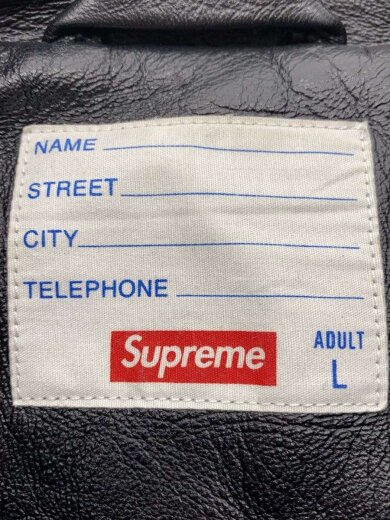 NAME
STREET
CITY
TELEPHONE
Supreme
ADULT
L